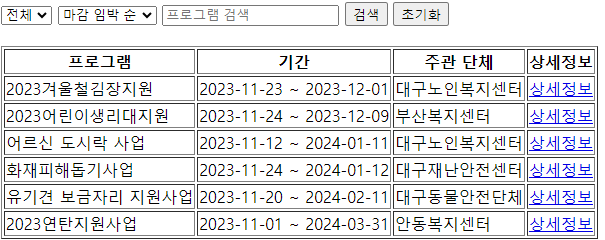 전체 마감 임박 순 프로그램 검색 검색 초기화
프로그램 기간 주관 단체 상세정보
2023겨울철김장지원 2023-11-23 ~ 2023-12-01 대구노인복지센터 상세정보
2023어린이생리대지원 2023-11-24 ~ 2023-12-09 부산복지센터 상세정보
어르신 도시락 사업 2023-11-12 ~ 2024-01-11 대구노인복지센터 상세정보
화재피해돕기사업 2023-11-24 ~ 2024-01-12 대구재난안전센터 상세정보
유기견 보금자리 지원사업 2023-11-20 ~ 2024-02-11 대구동물안전단체 상세정보
2023연탄지원사업 2023-11-01 ~ 2024-03-31 안동복지센터 상세정보